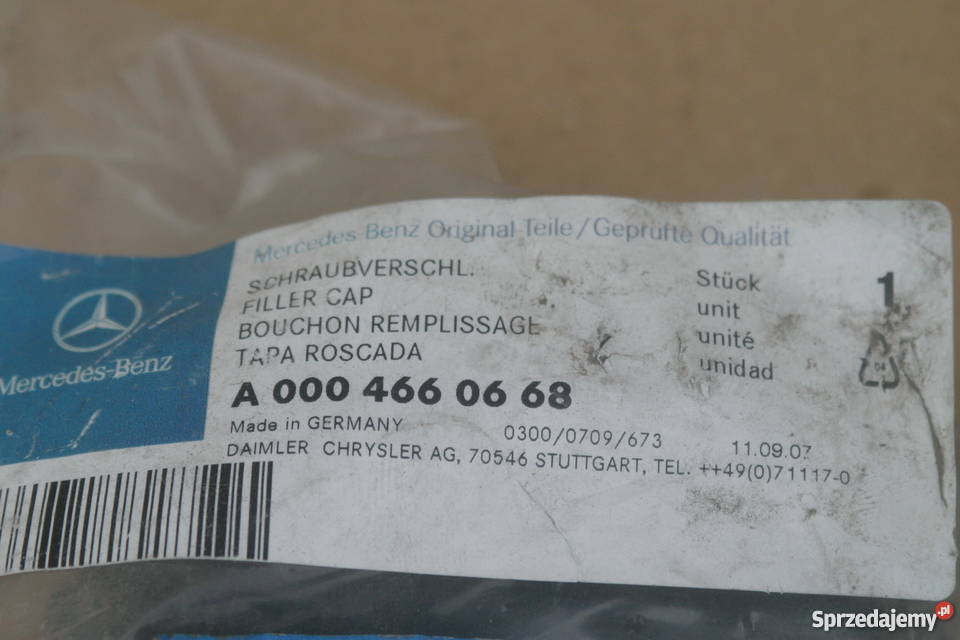 Mercedes-Benz Original Teile/Geprüfte Qualität
SCHRAUBVERSCHL.
FILLER CAP
BOUCHON REMPLISSAGE
TAPA ROSCADA
Stück
unit
unité
unidad
1
04
Mercedes-Benz
A 000 466 06 68
Made in GERMANY
0300/0709/673
11.09.07
DAIMLER CHRYSLER AG, 70546 STUTTGART, TEL. ++49(0)71117-0
Sprzedajemy.pl